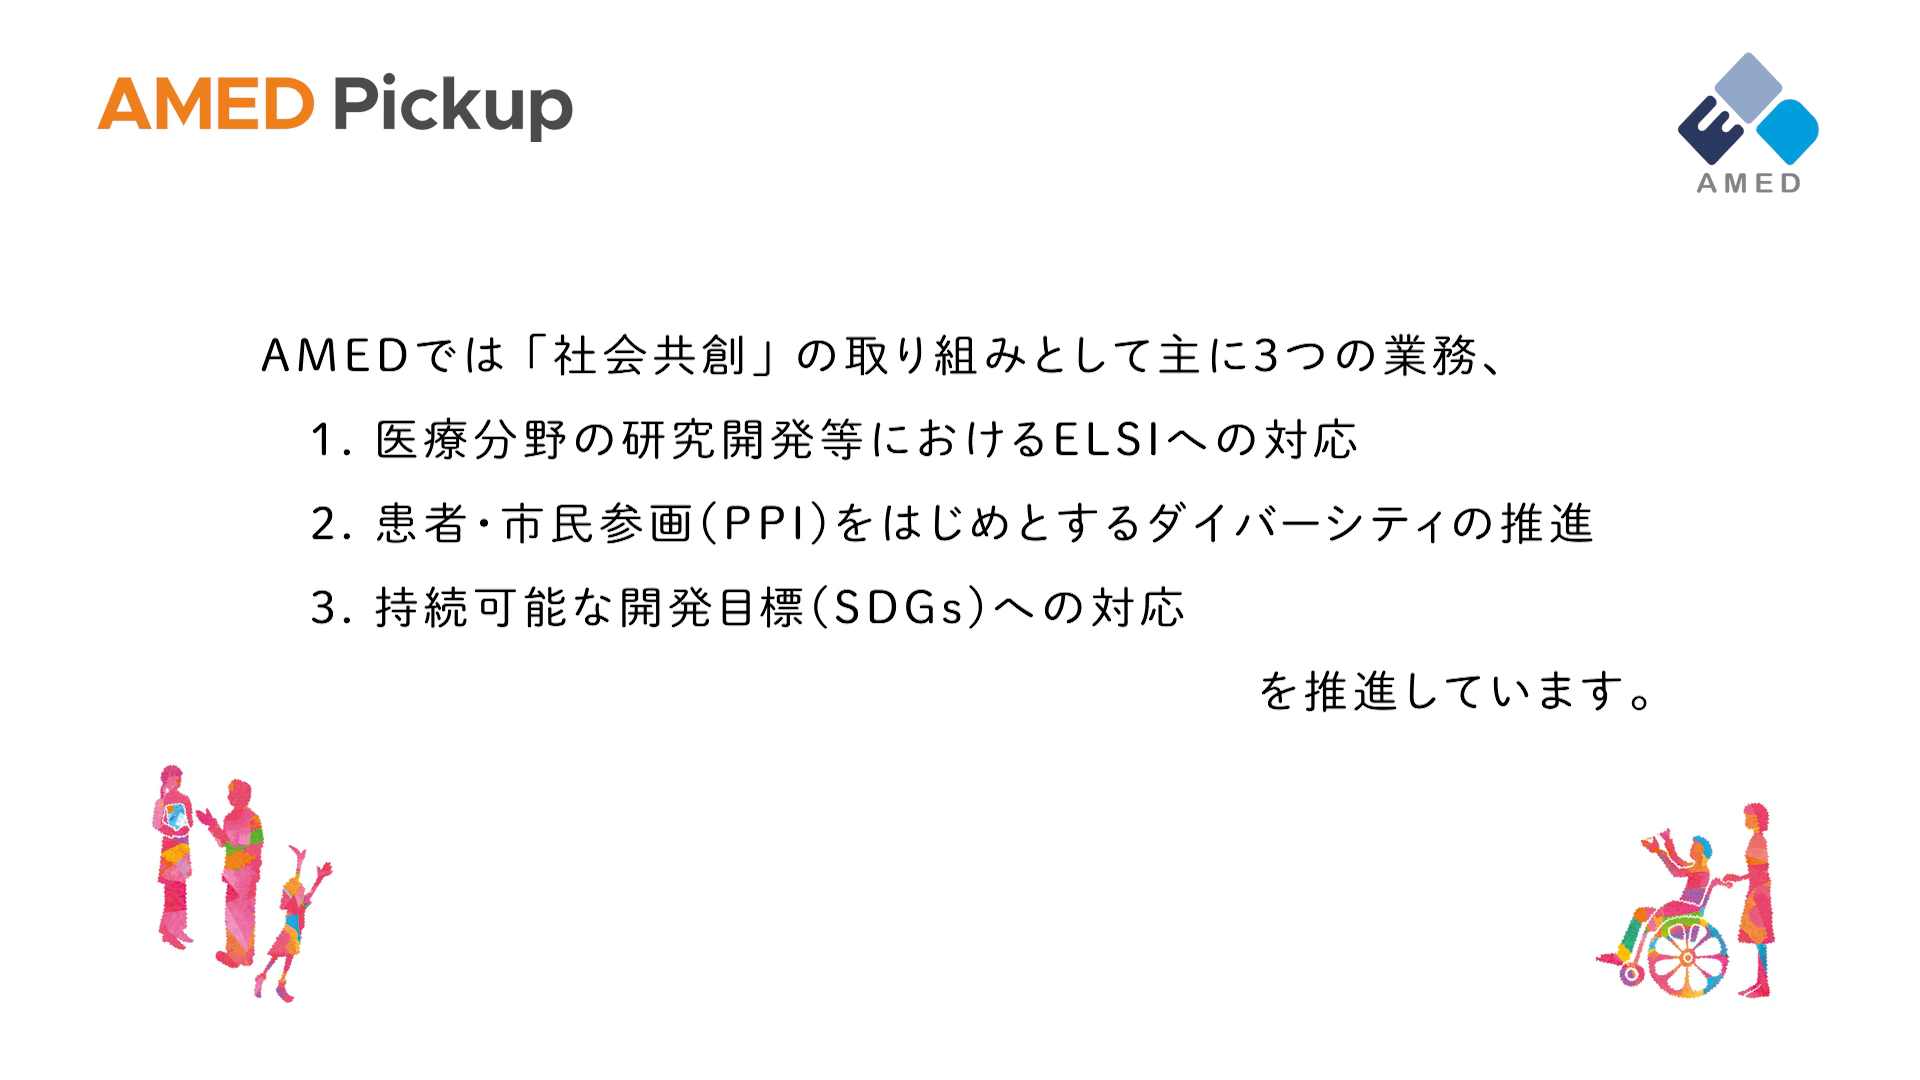 AMED Pickup
AMED
AMEDでは「社会共創」の取り組みとして主に3つの業務、
1. 医療分野の研究開発等におけるELSIへの対応
2. 患者・市民参画(PPI)をはじめとするダイバーシティの推進
3. 持続可能な開発目標(SDGs)への対応
を推進しています。